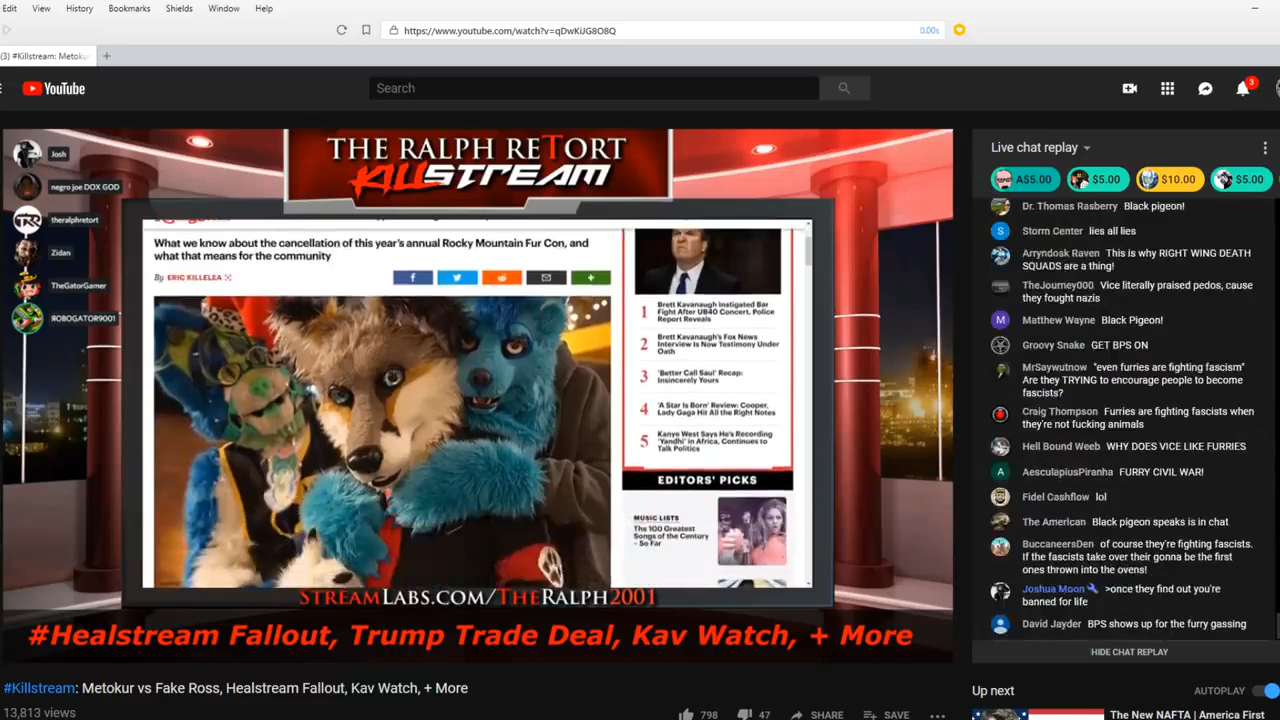 Edit View History Bookmarks Shields Window Help
https://www.youtube.com/watch?v=qDwKiJG8O8Q 0.00s
(3) #Killstream: Metoku
YouTube
Search
3
THE RALPH RETORT
KILLSTREAM
Josh
negro joe DOX GOD
theralphretort
Zidan
TheGatorGamer
ROBOGATOR9001
What we know about the cancellation of this year's annual Rocky Mountain Fur Con, and
what that means for the community
By ERIC KILLELEA
1 Brett Kavanaugh Instigated Bar
Fight After UB40 Concert, Police
Report Reveals
2 Brett Kavanaugh's Fox News
Interview Is Now Testimony Under
Oath
3 'Better Call Saul' Recap:
Insincerely Yours
4 'A Star Is Born' Review: Cooper,
Lady Gaga Hit All the Right Notes
5 Kanye West Says He's Recording
'Yandhi' in Africa, Continues to
Talk Politics
EDITORS' PICKS
MUSIC LISTS
The 100 Greatest
Songs of the Century
– So Far
STREAMLABS.COM/THERALPH2001
#Healstream Fallout, Trump Trade Deal, Kav Watch, + More
#Killstream: Metokur vs Fake Ross, Healstream Fallout, Kav Watch, + More
13,813 views
798 47 SHARE SAVE
Live chat replay
A$5.00 $5.00 $10.00 $5.00
Dr. Thomas Rasberry Black pigeon!
Storm Center lies all lies
Arryndosk Raven This is why RIGHT WING DEATH
SQUADS are a thing!
TheJourney000 Vice literally praised pedos, cause
they fought nazis
Matthew Wayne Black Pigeon!
Groovy Snake GET BPS ON
MrSaywutnow "even furries are fighting fascism"
Are they TRYING to encourage people to become
fascists?
Craig Thompson Furries are fighting fascists when
they're not fucking animals
Hell Bound Weeb WHY DOES VICE LIKE FURRIES
AesculapiusPiranha FURRY CIVIL WAR!
Fidel Cashflow lol
The American Black pigeon speaks is in chat
BuccaneersDen of course they're fighting fascists.
If the fascists take over their gonna be the first
ones thrown into the ovens!
Joshua Moon >once they find out you're
banned for life
David Jayder BPS shows up for the furry gassing
HIDE CHAT REPLAY
Up next AUTOPLAY
The New NAFTA | America First